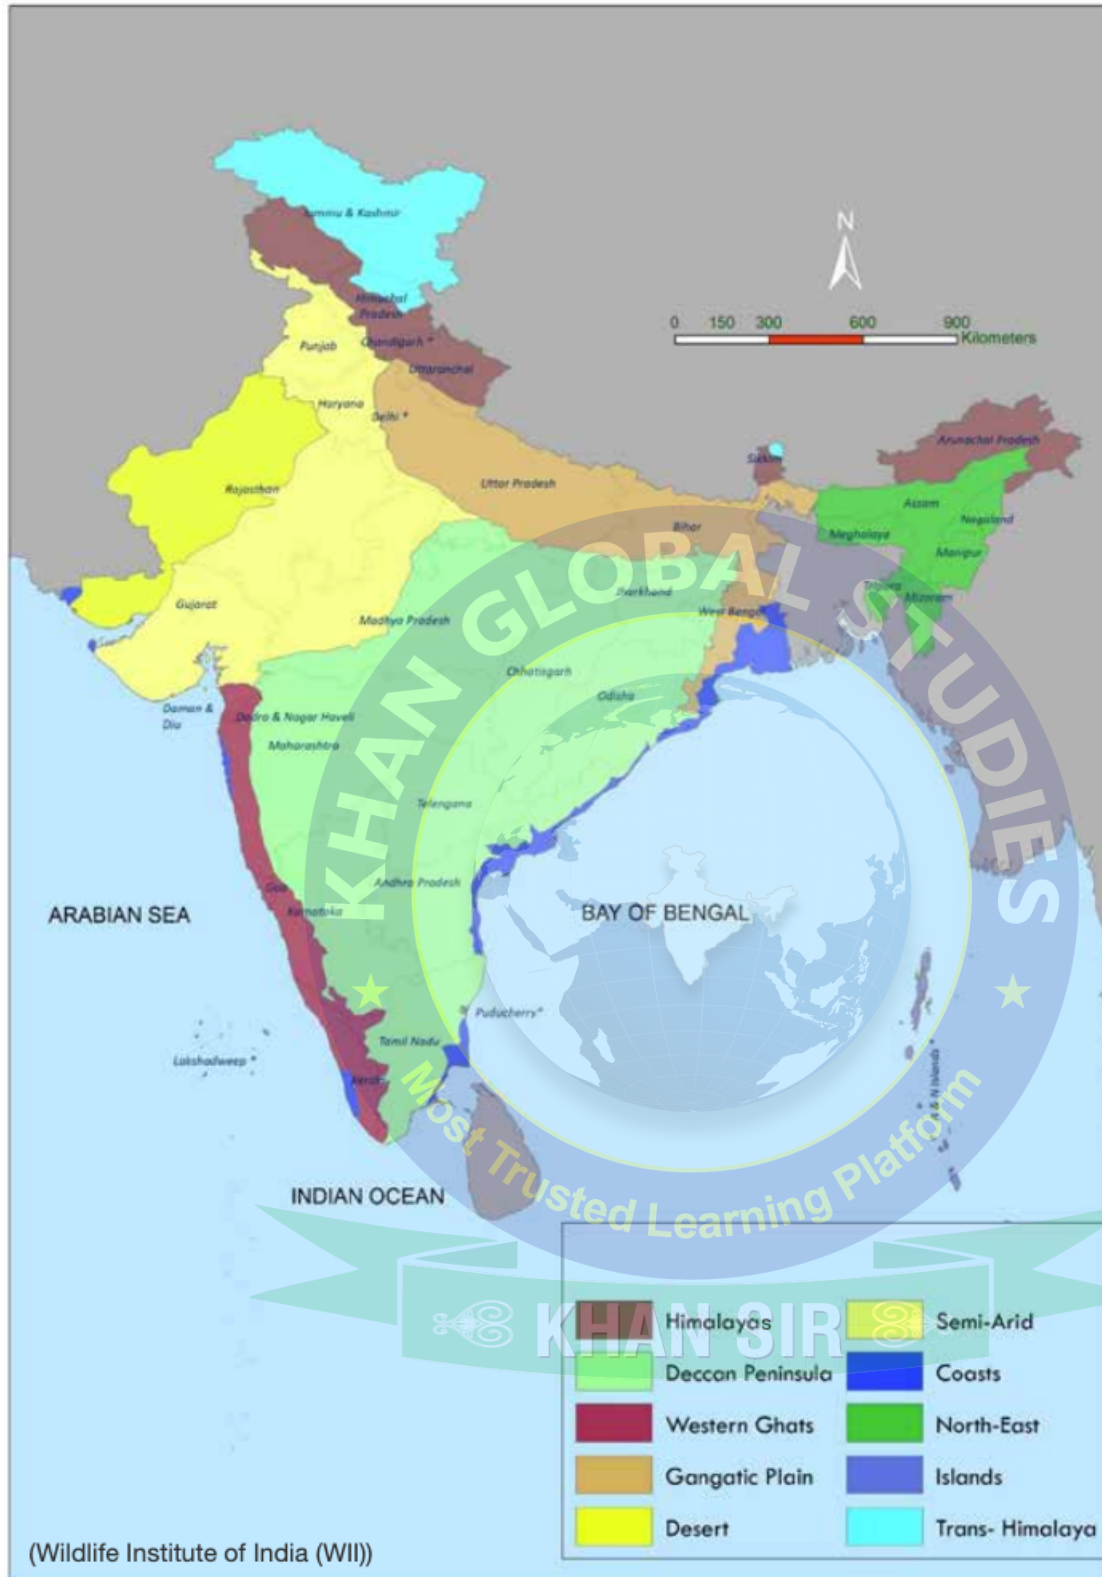 Jammu & Kashmir
N
Himachal
Pradesh
0 150 300 600 900
Kilometers
Punjab
Chandigarh *
Uttaranchal
Haryana
Delhi *
Arunachal Pradesh
Sikkim
Uttar Pradesh
Rajasthan
Assam
Nagaland
Bihar
Meghalaya
Manipur
Jharkhand
Tripura
Mizoram
Gujarat
Madhya Pradesh
West Bengal
Chhatisgarh
Odisha
Daman &
Diu
Dadra & Nagar Haveli
Maharashtra
Telengana
Andhra Pradesh
Goa
Karnataka
ARABIAN SEA
BAY OF BENGAL
Puducherry*
Tamil Nadu
Lakshadweep *
Kerala
A & N Islands *
INDIAN OCEAN
KHAN GLOBAL STUDIES
Most Trusted Learning Platform
KHAN SIR
Himalayas
Semi-Arid
Deccan Peninsula
Coasts
Western Ghats
North-East
Gangatic Plain
Islands
Desert
Trans- Himalaya
(Wildlife Institute of India (WII))